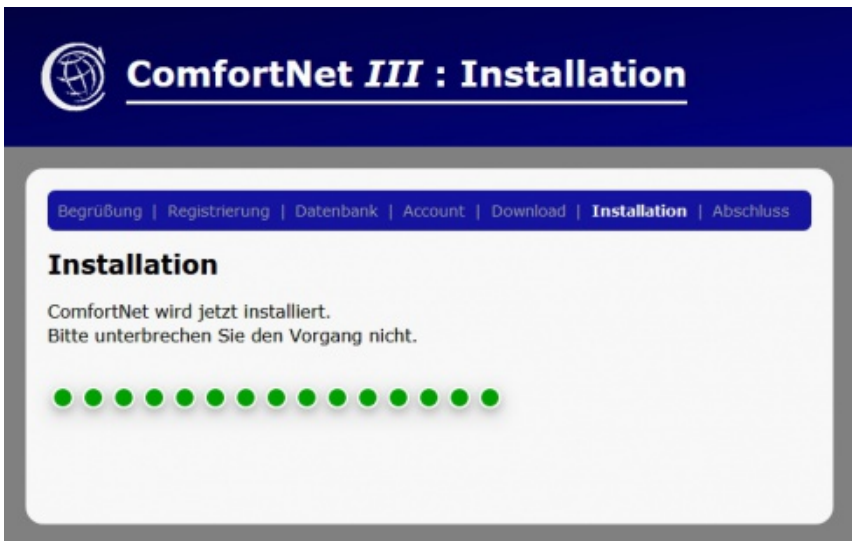 ComfortNet III : Installation
Begrüßung | Registrierung | Datenbank | Account | Download | Installation | Abschluss
Installation
ComfortNet wird jetzt installiert.
Bitte unterbrechen Sie den Vorgang nicht.